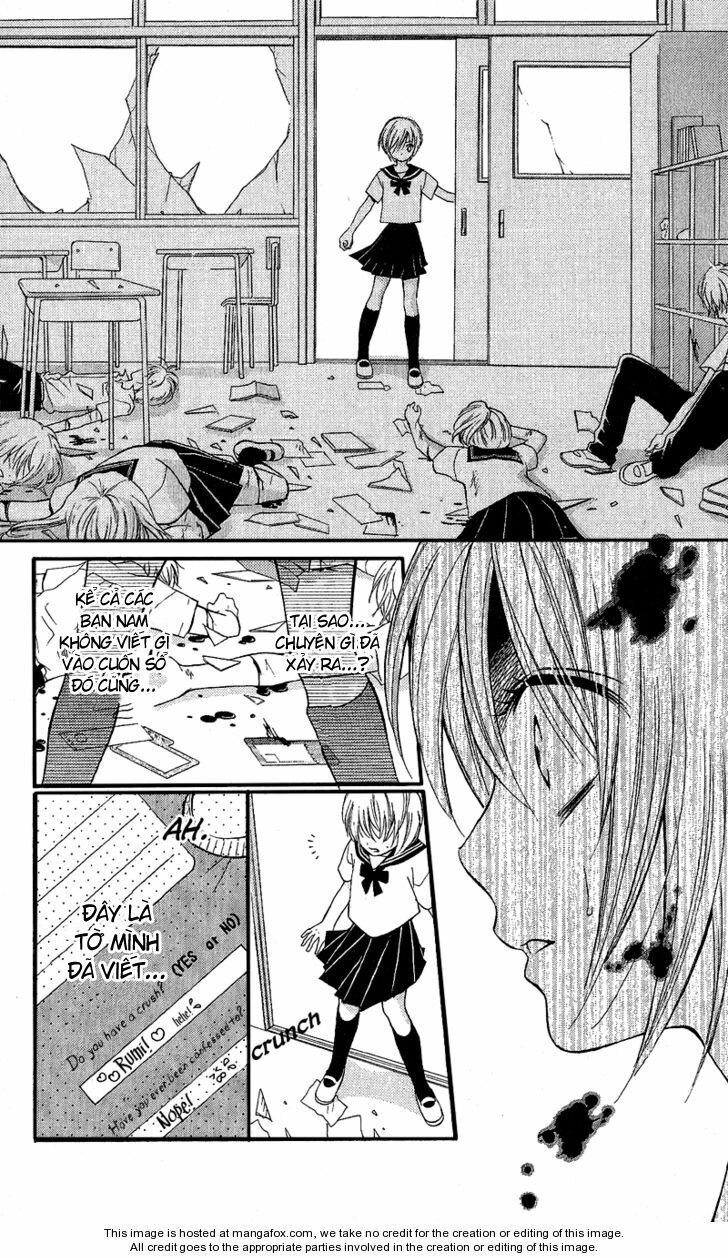 TẠI SAO...
CHUYỆN GÌ ĐÃ
XẢY RA...?
KỂ CẢ CÁC
BẠN NAM
KHÔNG VIẾT GÌ
VÀO CUỐN SỔ
ĐÓ CŨNG...
crunch
AH.
ĐÂY LÀ
TỜ MÌNH
ĐÃ VIẾT...
(YES or NO)
Do you have a crush?
Rumi! hehe!
Have you ever been confessed to?
Nope!
This image is hosted at mangafox.com, we take no credit for the creation or editing of this image.
All credit goes to the appropriate parties involved in the creation or editing of this image.